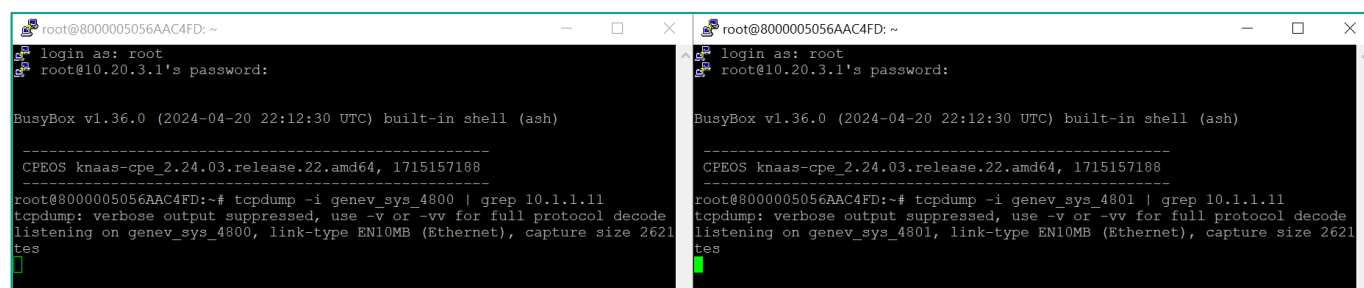 root@8000005056AAC4FD: ~
login as: root
root@10.20.3.1's password:
BusyBox v1.36.0 (2024-04-20 22:12:30 UTC) built-in shell (ash)
-----------------------------------------------------
CPEOS knaas-cpe_2.24.03.release.22.amd64, 1715157188
-----------------------------------------------------
root@8000005056AAC4FD:~# tcpdump -i genev_sys_4800 | grep 10.1.1.11
tcpdump: verbose output suppressed, use -v or -vv for full protocol decode
listening on genev_sys_4800, link-type EN10MB (Ethernet), capture size 2621
tes
root@8000005056AAC4FD: ~
login as: root
root@10.20.3.1's password:
BusyBox v1.36.0 (2024-04-20 22:12:30 UTC) built-in shell (ash)
-----------------------------------------------------
CPEOS knaas-cpe_2.24.03.release.22.amd64, 1715157188
-----------------------------------------------------
root@8000005056AAC4FD:~# tcpdump -i genev_sys_4801 | grep 10.1.1.11
tcpdump: verbose output suppressed, use -v or -vv for full protocol decode
listening on genev_sys_4801, link-type EN10MB (Ethernet), capture size 2621
tes